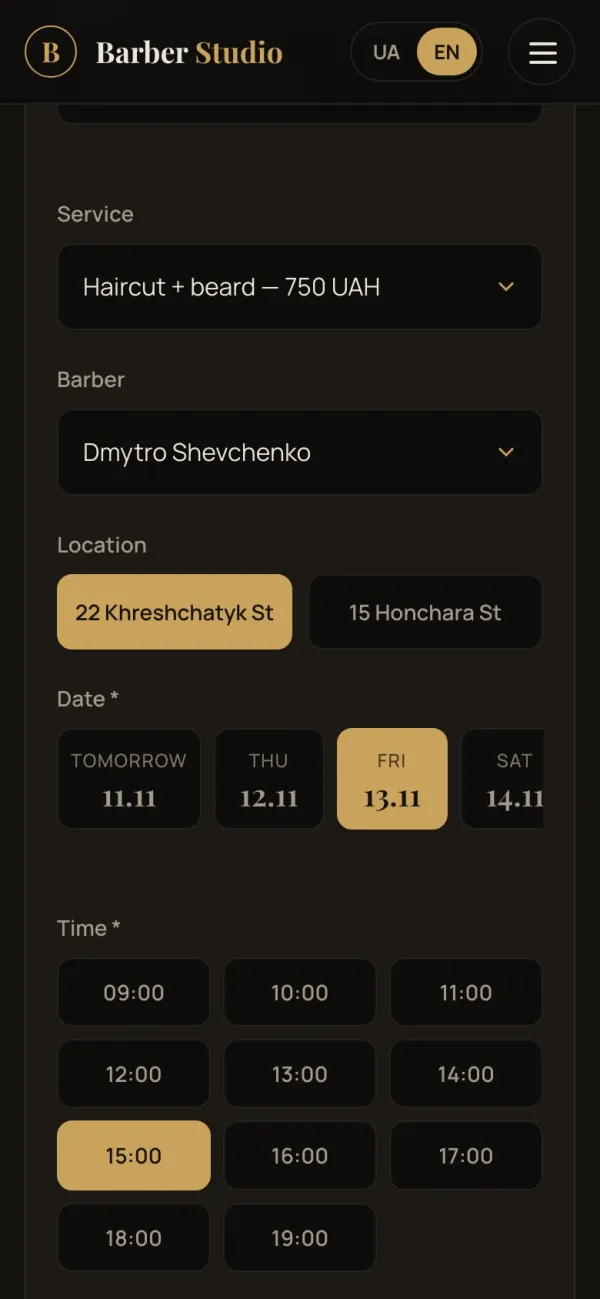 B Barber Studio UA EN
Service
Haircut + beard — 750 UAH
Barber
Dmytro Shevchenko
Location
22 Khreshchatyk St 15 Honchara St
Date *
TOMORROW THU FRI SAT
11.11 12.11 13.11 14.11
Time *
09:00 10:00 11:00
12:00 13:00 14:00
15:00 16:00 17:00
18:00 19:00